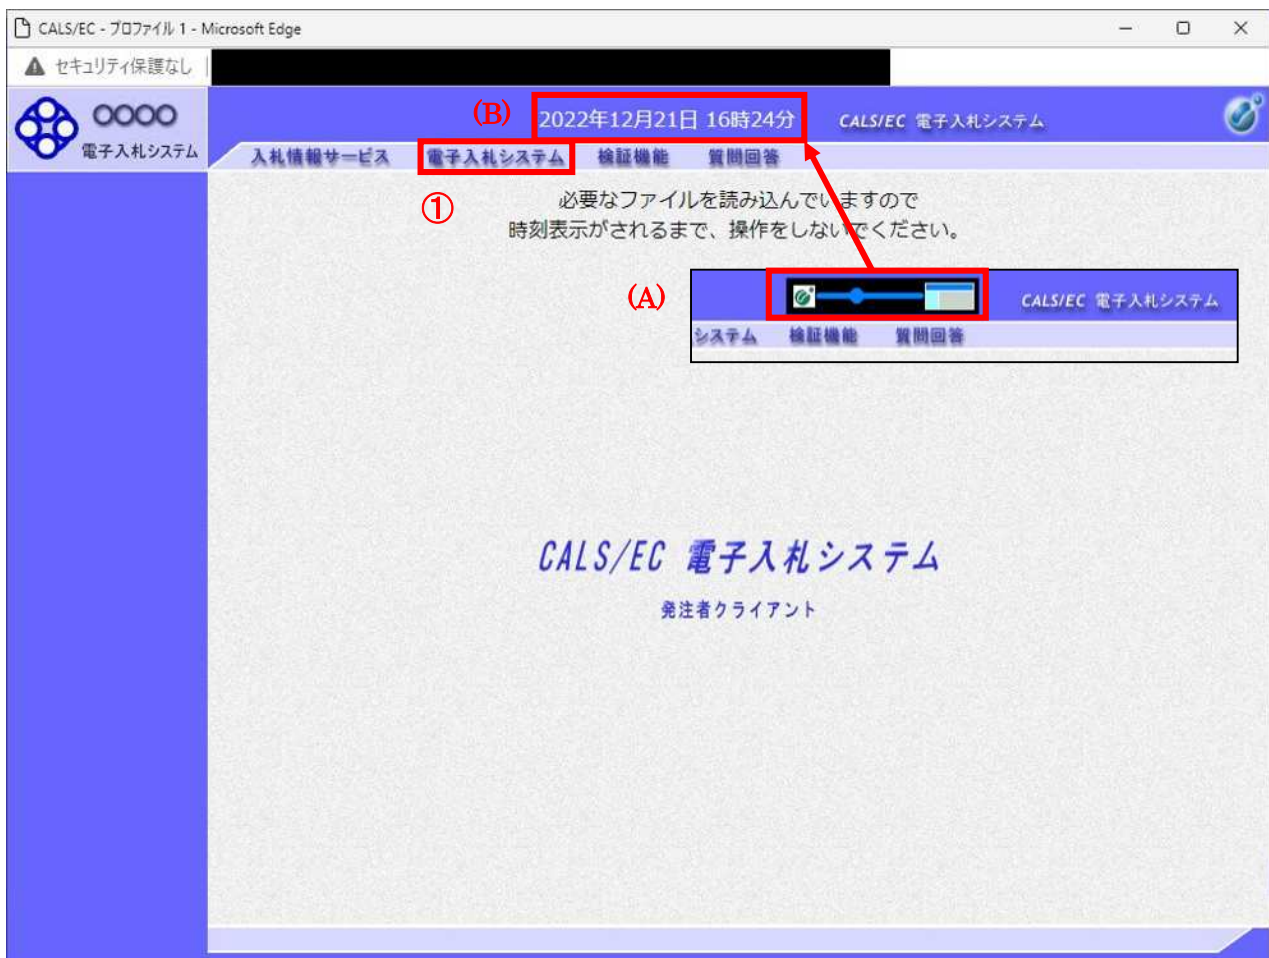 CALS/EC - プロファイル 1 - Microsoft Edge
セキュリティ保護なし
○○○○
電子入札システム
(B)
2022年12月21日 16時24分
CALS/EC 電子入札システム
入札情報サービス 電子入札システム 検証機能 質問回答
①
必要なファイルを読み込んでいますので
時刻表示がされるまで、操作をしないでください。
(A)
CALS/EC 電子入札システム
システム 検証機能 質問回答
CALS/EC 電子入札システム
発注者クライアント